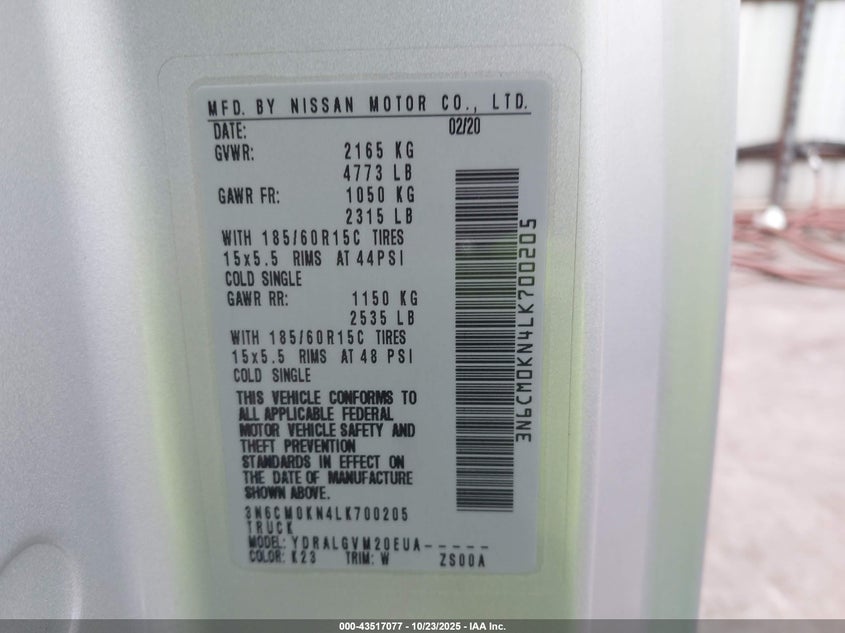 MFD. BY NISSAN MOTOR CO., LTD.
DATE: 02/20
GVWR: 2165 KG
4773 LB
GAWR FR: 1050 KG
2315 LB
WITH 185/60R15C TIRES
15x5.5 RIMS AT 44PSI
COLD SINGLE
GAWR RR: 1150 KG
2535 LB
WITH 185/60R15C TIRES
15x5.5 RIMS AT 48 PSI
COLD SINGLE
THIS VEHICLE CONFORMS TO
ALL APPLICABLE FEDERAL
MOTOR VEHICLE SAFETY AND
THEFT PREVENTION
STANDARDS IN EFFECT ON
THE DATE OF MANUFACTURE
SHOWN ABOVE.
3N6CM0KN4LK700205
TRUCK
MODEL: YDRALGVM20EUA-----
COLOR: K23 TRIM: W ZS00A
3N6CM0KN4LK700205
000-43517077 - 10/23/2025 - IAA Inc.